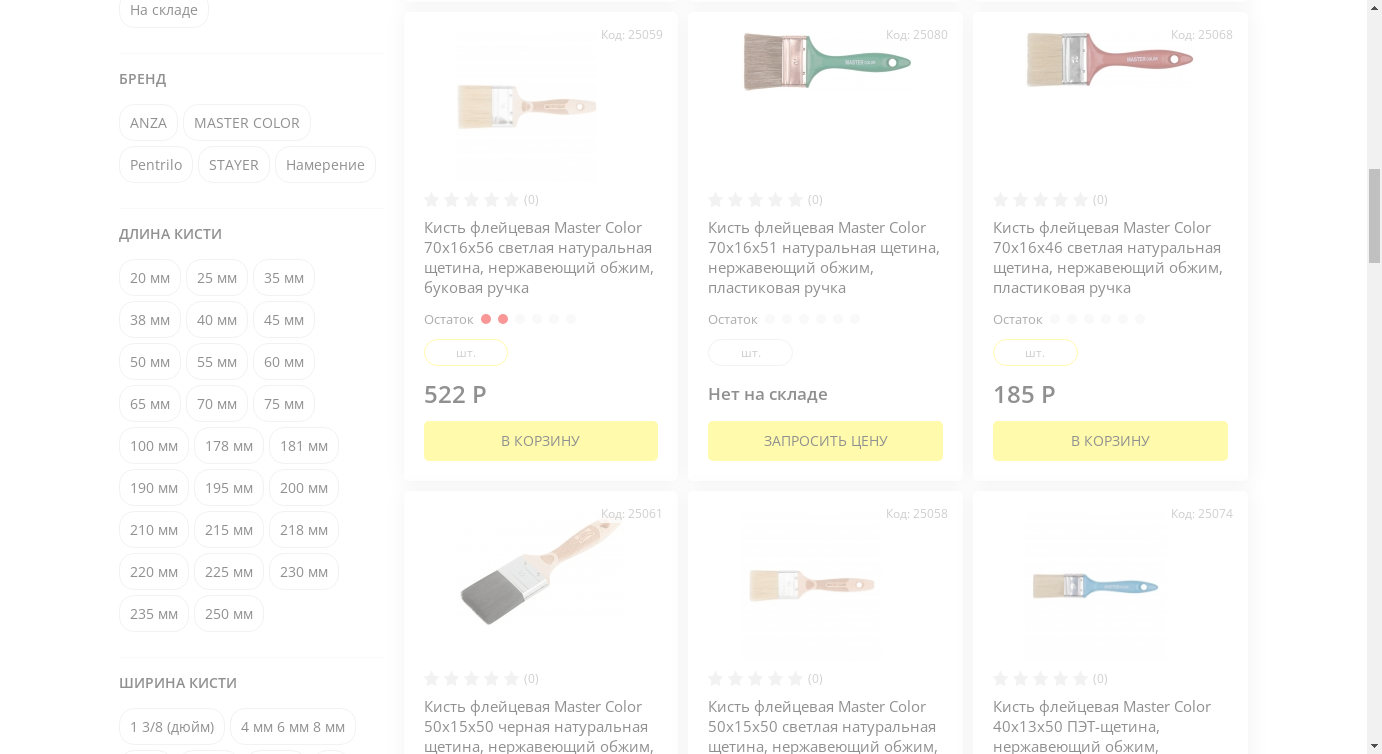 На складе
БРЕНД
ANZA
MASTER COLOR
Pentrilo
STAYER
Намерение
ДЛИНА КИСТИ
20 мм
25 мм
35 мм
38 мм
40 мм
45 мм
50 мм
55 мм
60 мм
65 мм
70 мм
75 мм
100 мм
178 мм
181 мм
190 мм
195 мм
200 мм
210 мм
215 мм
218 мм
220 мм
225 мм
230 мм
235 мм
250 мм
ШИРИНА КИСТИ
1 3/8 (дюйм)
4 мм 6 мм 8 мм
Код: 25059
(0)
Кисть флейцевая Master Color
70x16x56 светлая натуральная
щетина, нержавеющий обжим,
буковая ручка
Остаток
шт.
522 Р
В КОРЗИНУ
Код: 25080
MASTER COLOR
(0)
Кисть флейцевая Master Color
70x16x51 натуральная щетина,
нержавеющий обжим,
пластиковая ручка
Остаток
шт.
Нет на складе
ЗАПРОСИТЬ ЦЕНУ
Код: 25068
MASTER COLOR
(0)
Кисть флейцевая Master Color
70x16x46 светлая натуральная
щетина, нержавеющий обжим,
пластиковая ручка
Остаток
шт.
185 Р
В КОРЗИНУ
Код: 25061
(0)
Кисть флейцевая Master Color
50x15x50 черная натуральная
щетина, нержавеющий обжим,
Код: 25058
(0)
Кисть флейцевая Master Color
50x15x50 светлая натуральная
щетина, нержавеющий обжим,
Код: 25074
(0)
Кисть флейцевая Master Color
40x13x50 ПЭТ-щетина,
нержавеющий обжим,